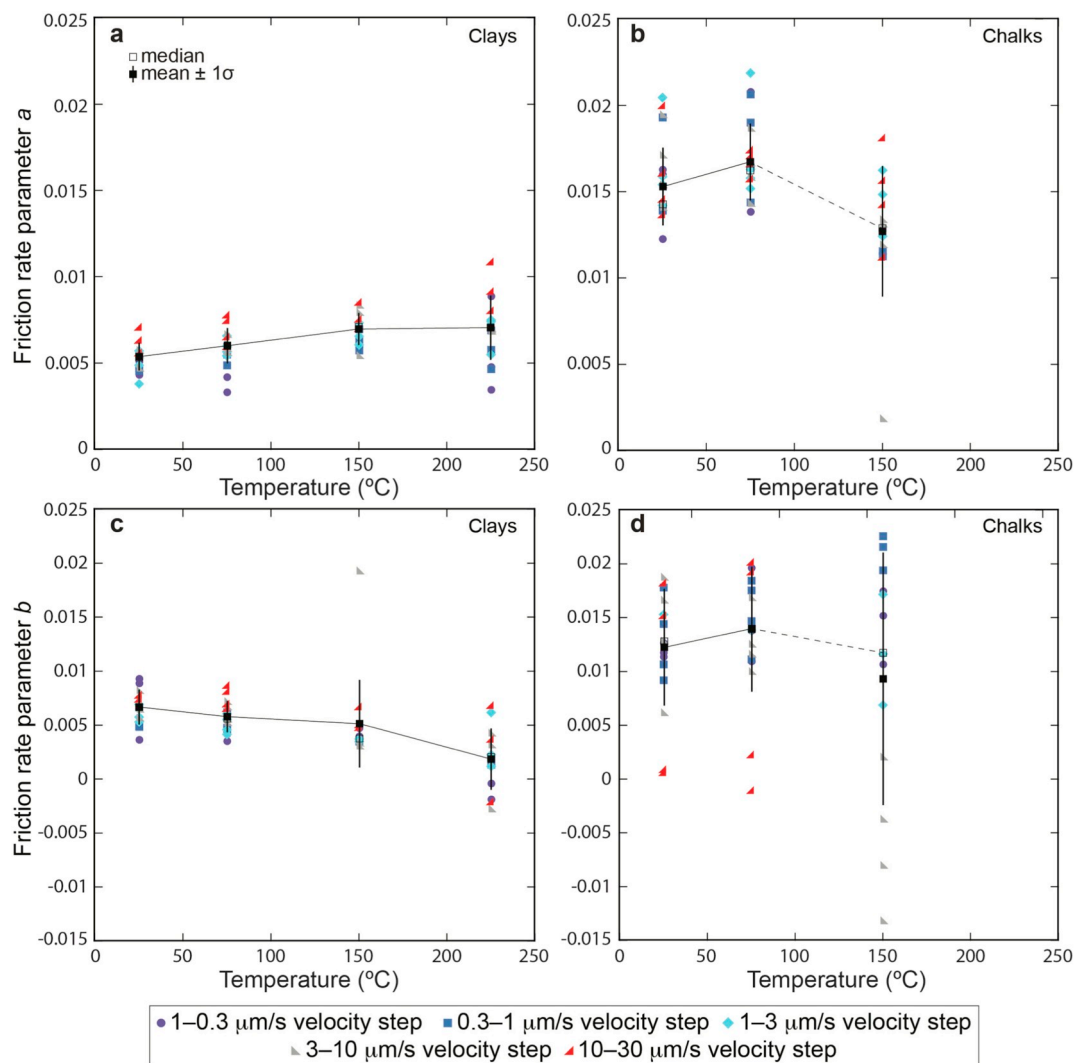 a Clays
median
mean ± 1σ
Friction rate parameter a
0.025
0.02
0.015
0.01
0.005
0
0 50 100 150 200 250
Temperature (ºC)
b Chalks
0.025
0.02
0.015
0.01
0.005
0
0 50 100 150 200 250
Temperature (ºC)
c Clays
Friction rate parameter b
0.025
0.02
0.015
0.01
0.005
0
-0.005
-0.01
-0.015
0 50 100 150 200 250
Temperature (ºC)
d Chalks
0.025
0.02
0.015
0.01
0.005
0
-0.005
-0.01
-0.015
0 50 100 150 200 250
Temperature (ºC)
1–0.3 μm/s velocity step 0.3–1 μm/s velocity step 1–3 μm/s velocity step
3–10 μm/s velocity step 10–30 μm/s velocity step